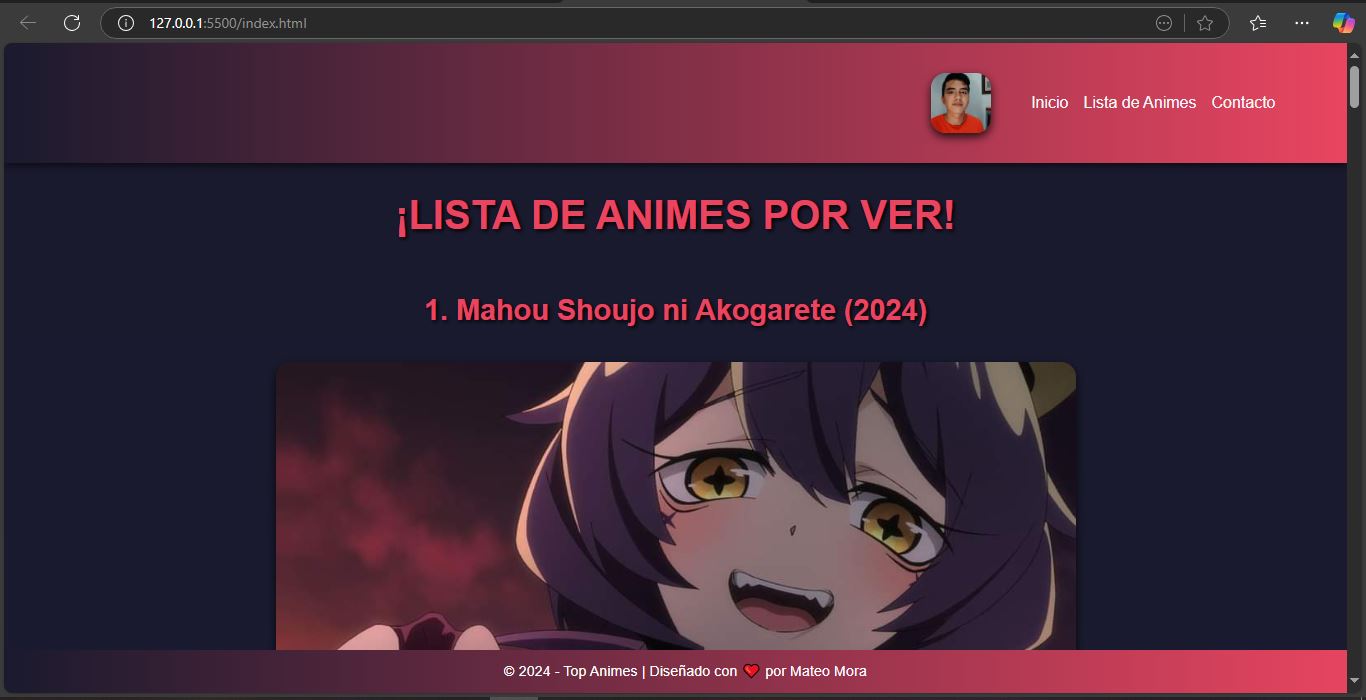 127.0.0.1:5500/index.html
Inicio Lista de Animes Contacto
¡LISTA DE ANIMES POR VER!
1. Mahou Shoujo ni Akogarete (2024)
© 2024 - Top Animes | Diseñado con ❤️ por Mateo Mora